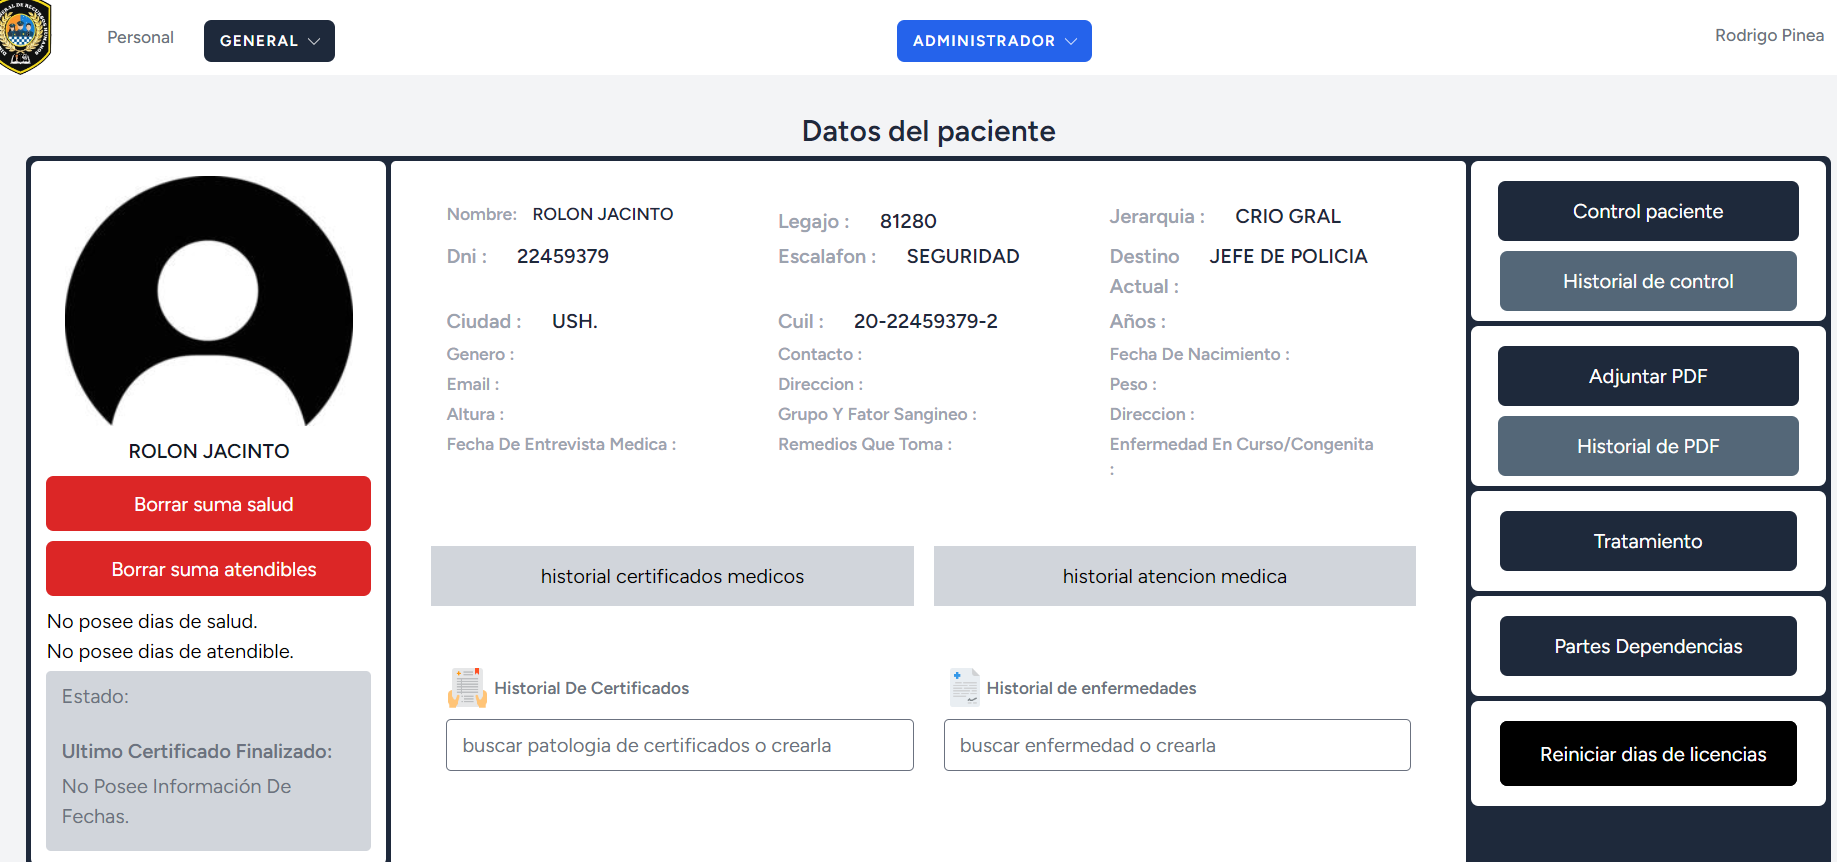 Personal
GENERAL
ADMINISTRADOR
Rodrigo Pinea
Datos del paciente
ROLON JACINTO
Borrar suma salud
Borrar suma atendibles
No posee dias de salud.
No posee dias de atendible.
Estado:
Ultimo Certificado Finalizado:
No Posee Información De
Fechas.
Nombre: ROLON JACINTO
Legajo : 81280
Jerarquia : CRIO GRAL
Dni : 22459379
Escalafon : SEGURIDAD
Destino JEFE DE POLICIA
Actual :
Ciudad : USH.
Cuil : 20-22459379-2
Años :
Genero :
Contacto :
Fecha De Nacimiento :
Email :
Direccion :
Peso :
Altura :
Grupo Y Fator Sangineo :
Direccion :
Fecha De Entrevista Medica :
Remedios Que Toma :
Enfermedad En Curso/Congenita
:
historial certificados medicos
historial atencion medica
Historial De Certificados
Historial de enfermedades
buscar patologia de certificados o crearla
buscar enfermedad o crearla
Control paciente
Historial de control
Adjuntar PDF
Historial de PDF
Tratamiento
Partes Dependencias
Reiniciar dias de licencias